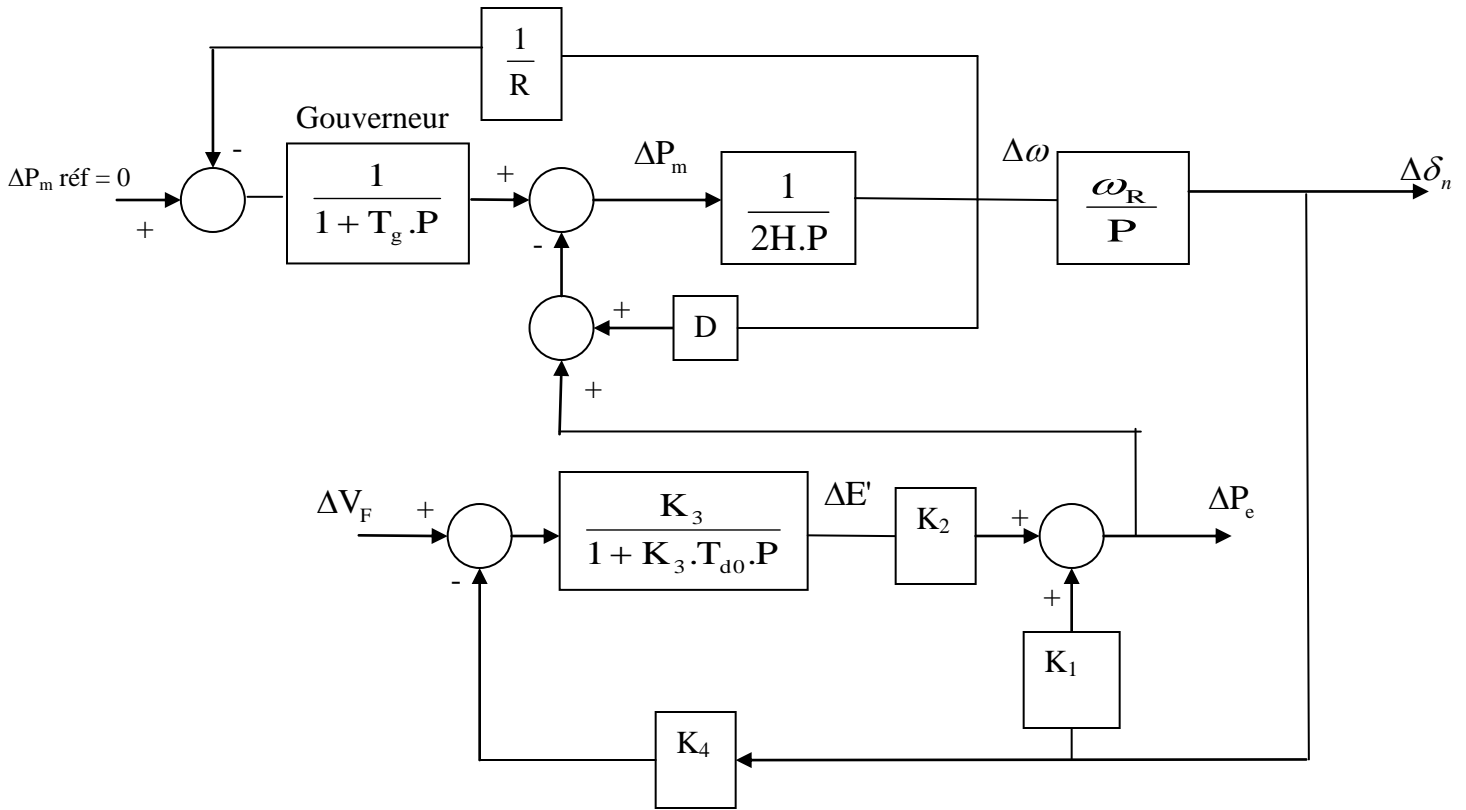 1
R
Gouverneur
-
ΔPm réf = 0
+
1
1 + Tg .P
+
-
ΔPm
1
2H.P
Δω
ωR
P
Δδn
+
D
+
ΔVF
+
-
K3
1 + K3.Td0.P
ΔE'
K2
+
ΔPe
+
K1
K4